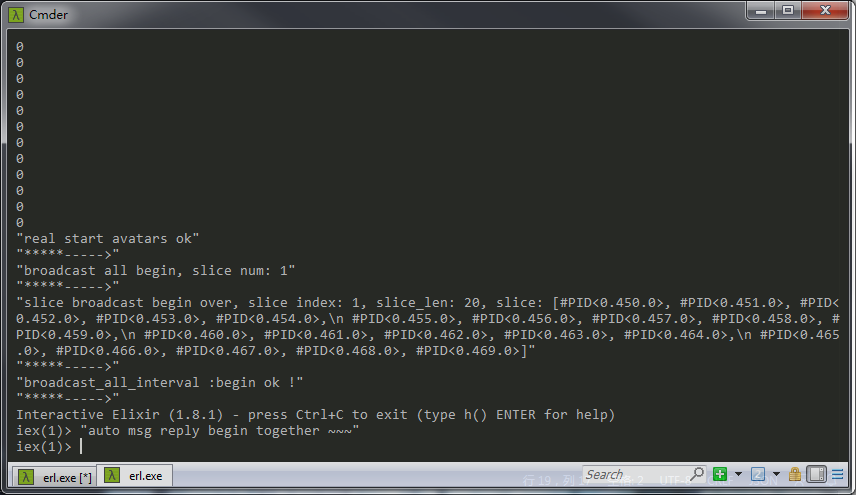 Cmder
0
0
0
0
0
0
0
0
0
0
0
0
"real start avatars ok"
"*****----->"
"broadcast all begin, slice num: 1"
"*****----->"
"slice broadcast begin over, slice index: 1, slice_len: 20, slice: [#PID<0.450.0>, #PID<0.451.0>, #PID<
0.452.0>, #PID<0.453.0>, #PID<0.454.0>,\n #PID<0.455.0>, #PID<0.456.0>, #PID<0.457.0>, #PID<0.458.0>, #
PID<0.459.0>,\n #PID<0.460.0>, #PID<0.461.0>, #PID<0.462.0>, #PID<0.463.0>, #PID<0.464.0>,\n #PID<0.465
.0>, #PID<0.466.0>, #PID<0.467.0>, #PID<0.468.0>, #PID<0.469.0>]"
"*****----->"
"broadcast_all_interval :begin ok !"
"*****----->"
Interactive Elixir (1.8.1) - press Ctrl+C to exit (type h() ENTER for help)
iex(1)> "auto msg reply begin together ~~~"
iex(1)>
erl.exe [*] erl.exe Search